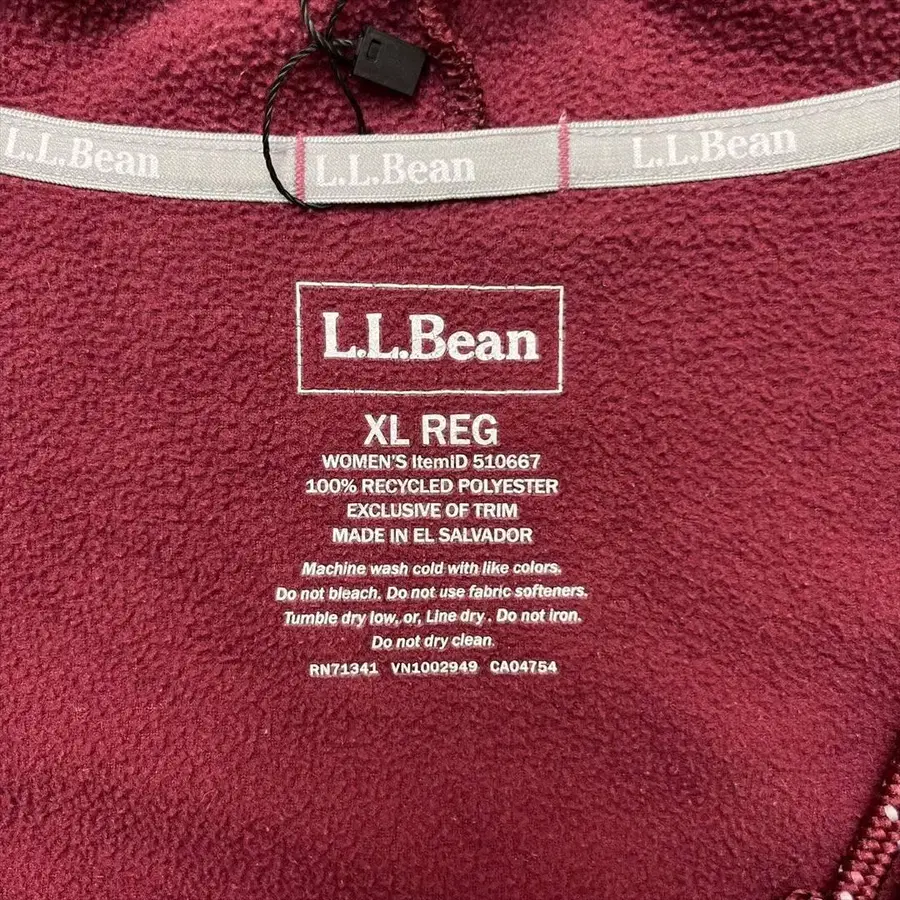 L.L.Bean L.L.Bean L.L.Bean
L.L.Bean
XL REG
WOMEN'S ItemID 510667
100% RECYCLED POLYESTER
EXCLUSIVE OF TRIM
MADE IN EL SALVADOR
Machine wash cold with like colors.
Do not bleach. Do not use fabric softeners.
Tumble dry low, or, Line dry . Do not iron.
Do not dry clean.
RN71341 VN1002949 CA04754